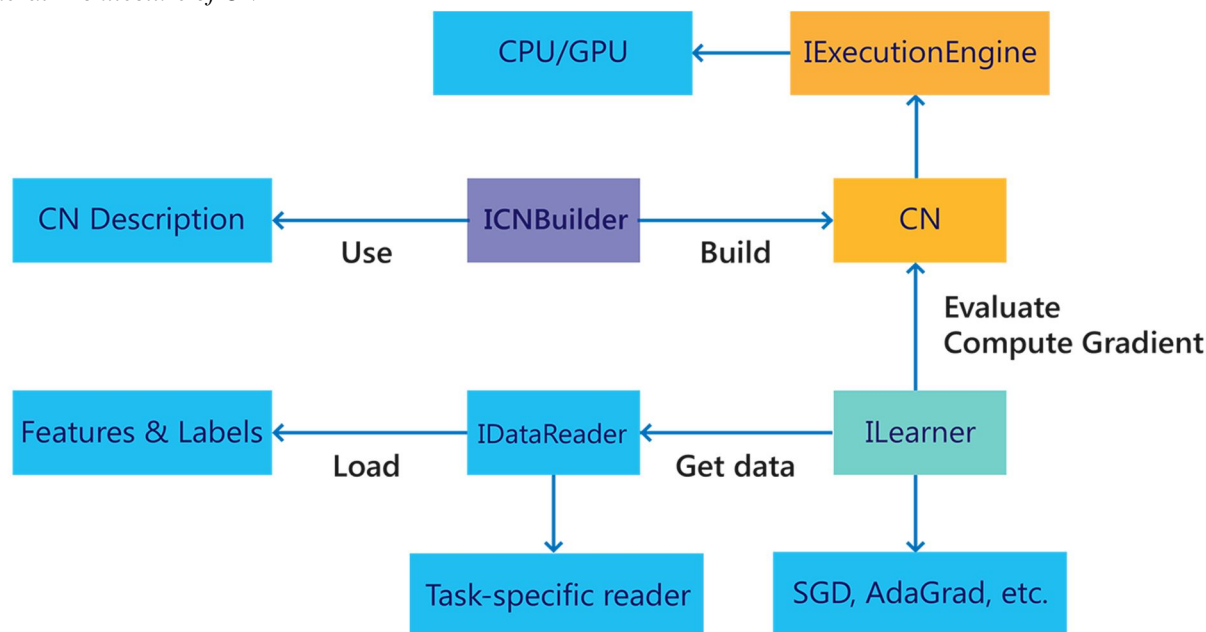 CPU/GPU
IExecutionEngine
CN Description
ICNBuilder
CN
Use
Build
Evaluate
Compute Gradient
Features & Labels
IDataReader
ILearner
Load
Get data
Task-specific reader
SGD, AdaGrad, etc.